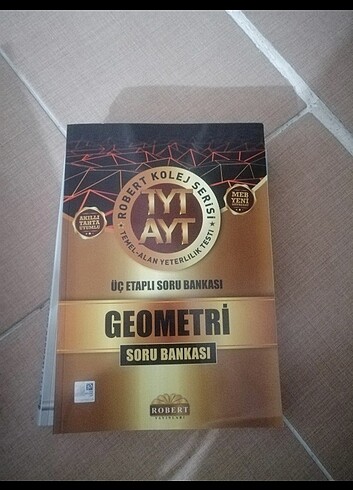 ROBERT KOLEJ SERİSİ
TYT
AYT
TEMEL-ALAN YETERLİLİK TESTİ
AKILLI
TAHTA
UYUMLU
MEB
YENİ
ÜÇ ETAPLI SORU BANKASI
GEOMETRİ
SORU BANKASI
ROBERT
YAYINLARI